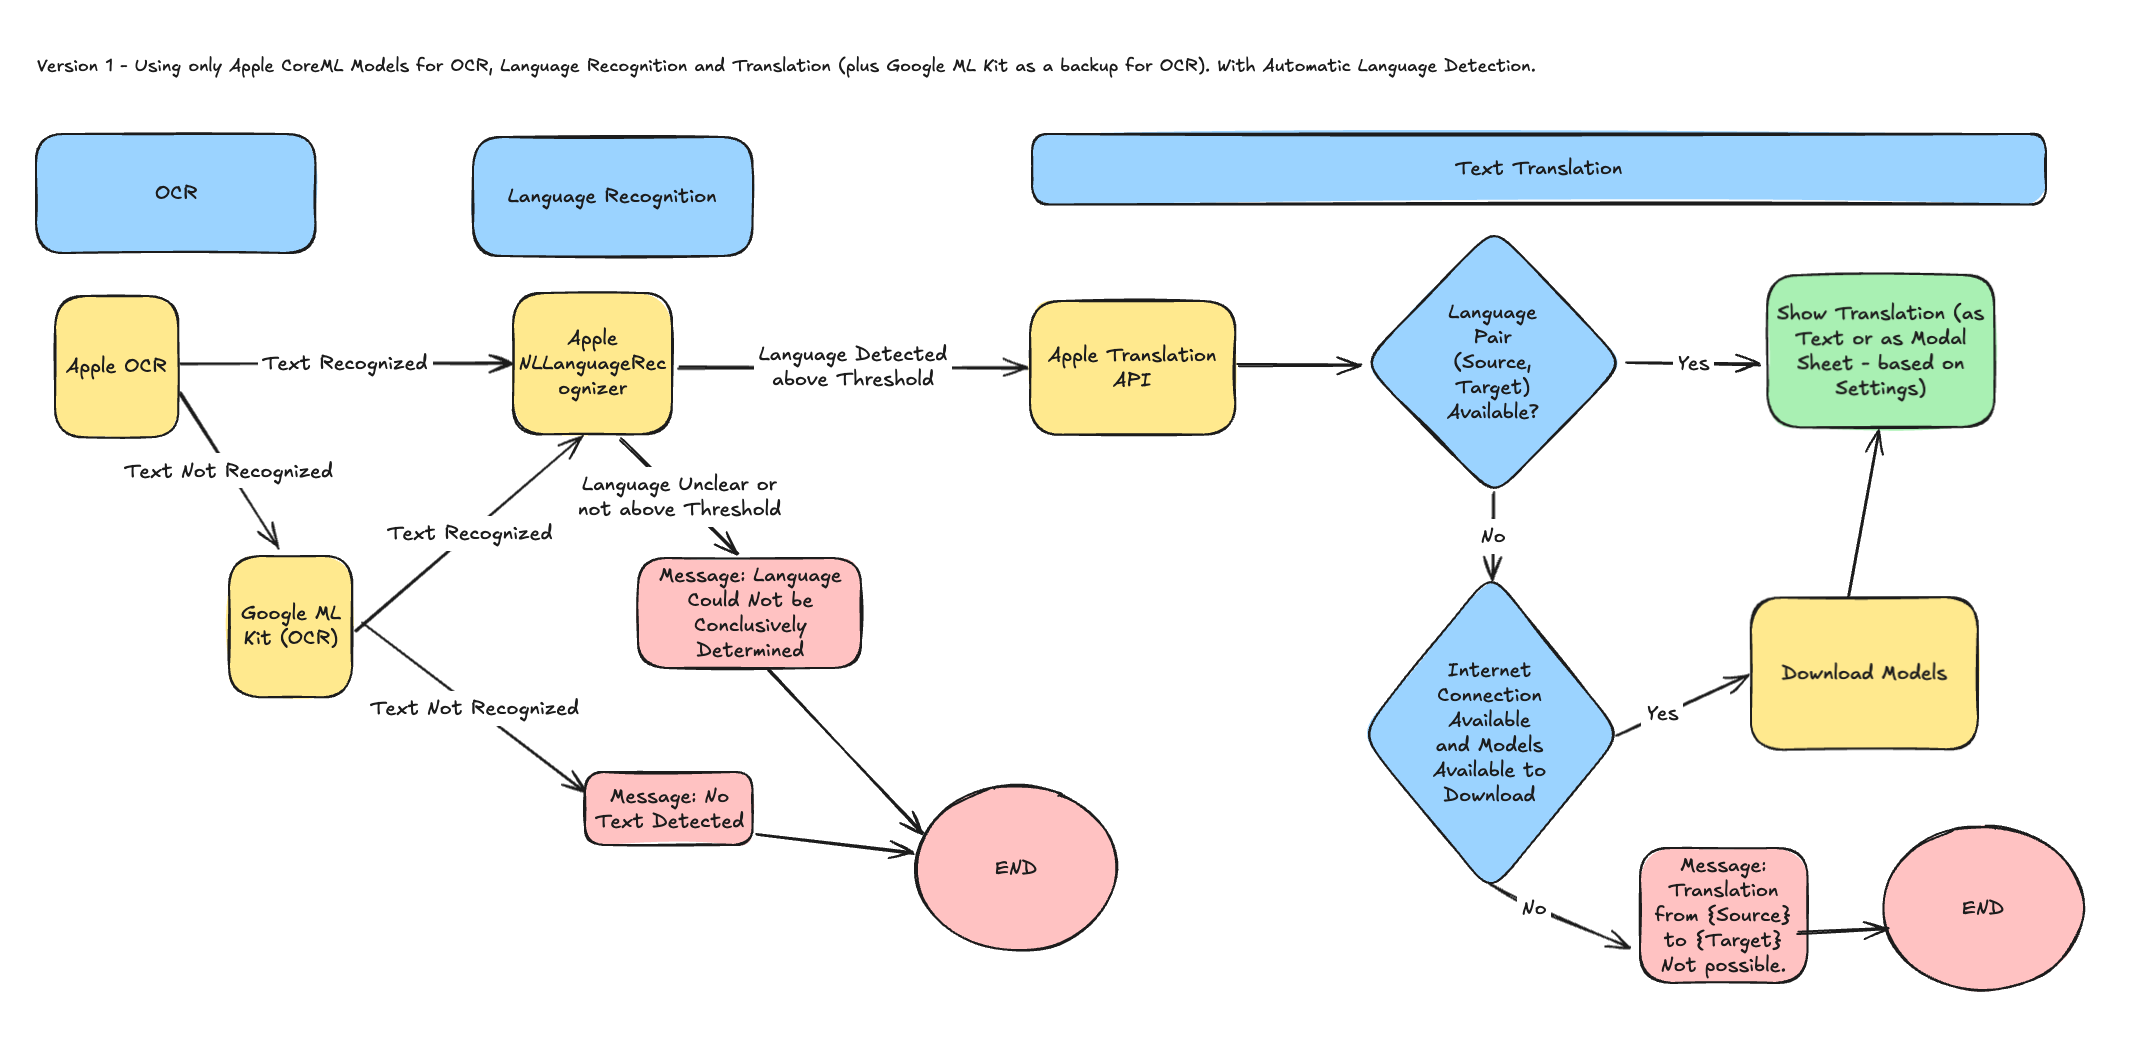 Version 1 - Using only Apple CoreML Models for OCR, Language Recognition and Translation (plus Google ML Kit as a backup for OCR). With Automatic Language Detection.
OCR
Language Recognition
Text Translation
Apple OCR
Text Recognized
Apple
NLLanguageRec
ognizer
Language Detected
above Threshold
Apple Translation
API
Language
Pair
(Source,
Target)
Available?
Yes
Show Translation (as
Text or as Modal
Sheet - based on
Settings)
Text Not Recognized
Google ML
Kit (OCR)
Text Recognized
Language Unclear or
not above Threshold
Message: Language
Could Not be
Conclusively
Determined
Text Not Recognized
Message: No
Text Detected
END
No
Internet
Connection
Available
and Models
Available to
Download
Yes
Download Models
No
Message:
Translation
from {Source}
to {Target}
Not possible.
END